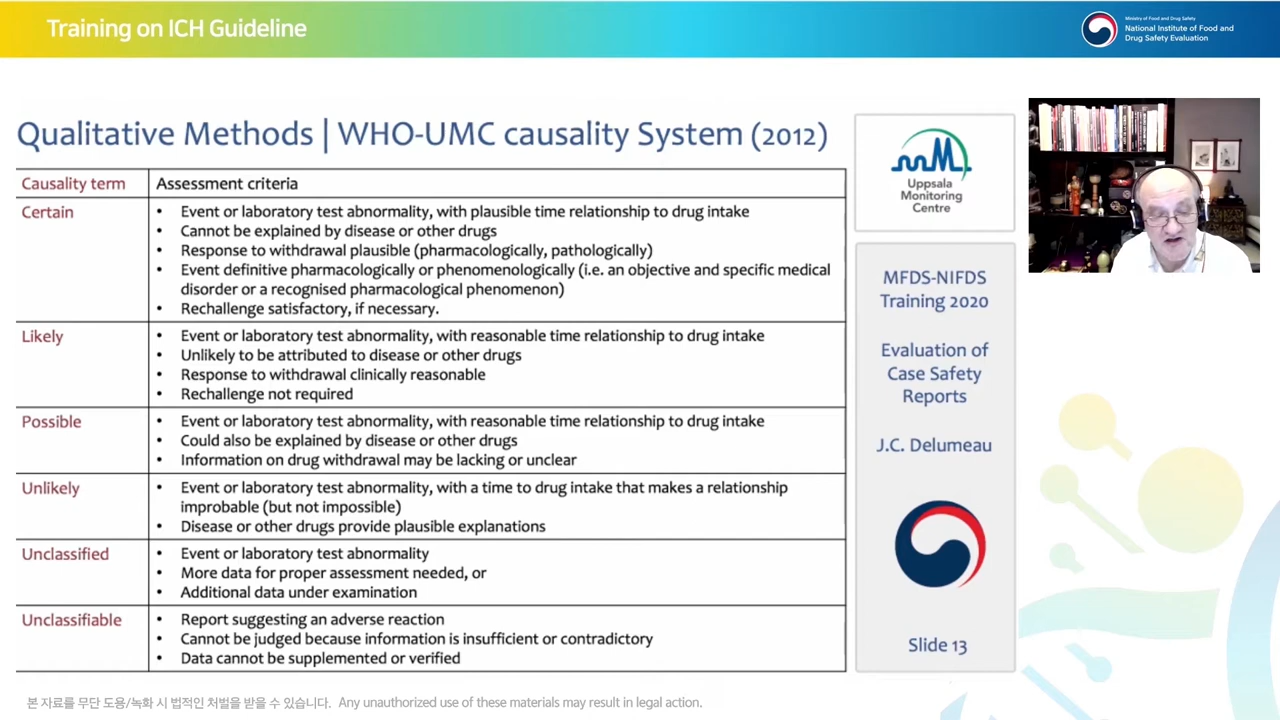 Training on ICH Guideline
Ministry of Food and Drug Safety
National Institute of Food and
Drug Safety Evaluation
Qualitative Methods | WHO-UMC causality System (2012)
Causality term
Assessment criteria
Certain
• Event or laboratory test abnormality, with plausible time relationship to drug intake
• Cannot be explained by disease or other drugs
• Response to withdrawal plausible (pharmacologically, pathologically)
• Event definitive pharmacologically or phenomenologically (i.e. an objective and specific medical
disorder or a recognised pharmacological phenomenon)
• Rechallenge satisfactory, if necessary.
Likely
• Event or laboratory test abnormality, with reasonable time relationship to drug intake
• Unlikely to be attributed to disease or other drugs
• Response to withdrawal clinically reasonable
• Rechallenge not required
Possible
• Event or laboratory test abnormality, with reasonable time relationship to drug intake
• Could also be explained by disease or other drugs
• Information on drug withdrawal may be lacking or unclear
Unlikely
• Event or laboratory test abnormality, with a time to drug intake that makes a relationship
improbable (but not impossible)
• Disease or other drugs provide plausible explanations
Unclassified
• Event or laboratory test abnormality
• More data for proper assessment needed, or
• Additional data under examination
Unclassifiable
• Report suggesting an adverse reaction
• Cannot be judged because information is insufficient or contradictory
• Data cannot be supplemented or verified
Uppsala
Monitoring
Centre
MFDS-NIFDS
Training 2020
Evaluation of
Case Safety
Reports
J.C. Delumeau
Slide 13
본 자료를 무단 도용/녹화 시 법적인 처벌을 받을 수 있습니다. Any unauthorized use of these materials may result in legal action.